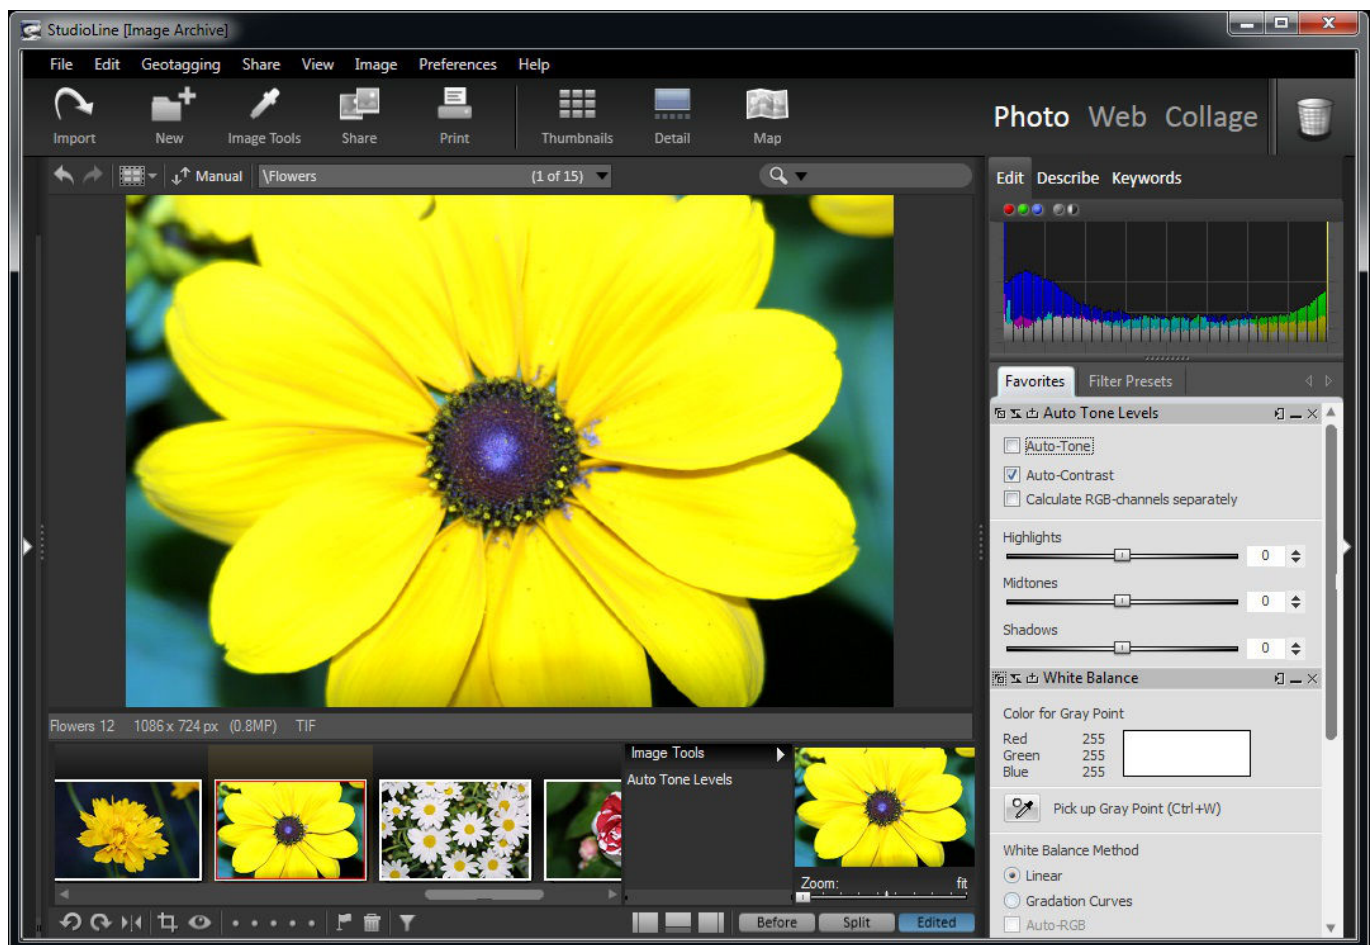 StudioLine [Image Archive]
File Edit Geotagging Share View Image Preferences Help
Import New Image Tools Share Print Thumbnails Detail Map
Photo Web Collage
Manual \Flowers (1 of 15)
Edit Describe Keywords
Favorites Filter Presets
Auto Tone Levels
Auto-Tone
Auto-Contrast
Calculate RGB-channels separately
Highlights
0
Midtones
0
Shadows
0
White Balance
Color for Gray Point
Red 255
Green 255
Blue 255
Pick up Gray Point (Ctrl+W)
White Balance Method
Linear
Gradation Curves
Auto-RGB
Flowers 12 1086 x 724 px (0.8MP) TIF
Image Tools
Auto Tone Levels
Zoom: fit
Before Split Edited